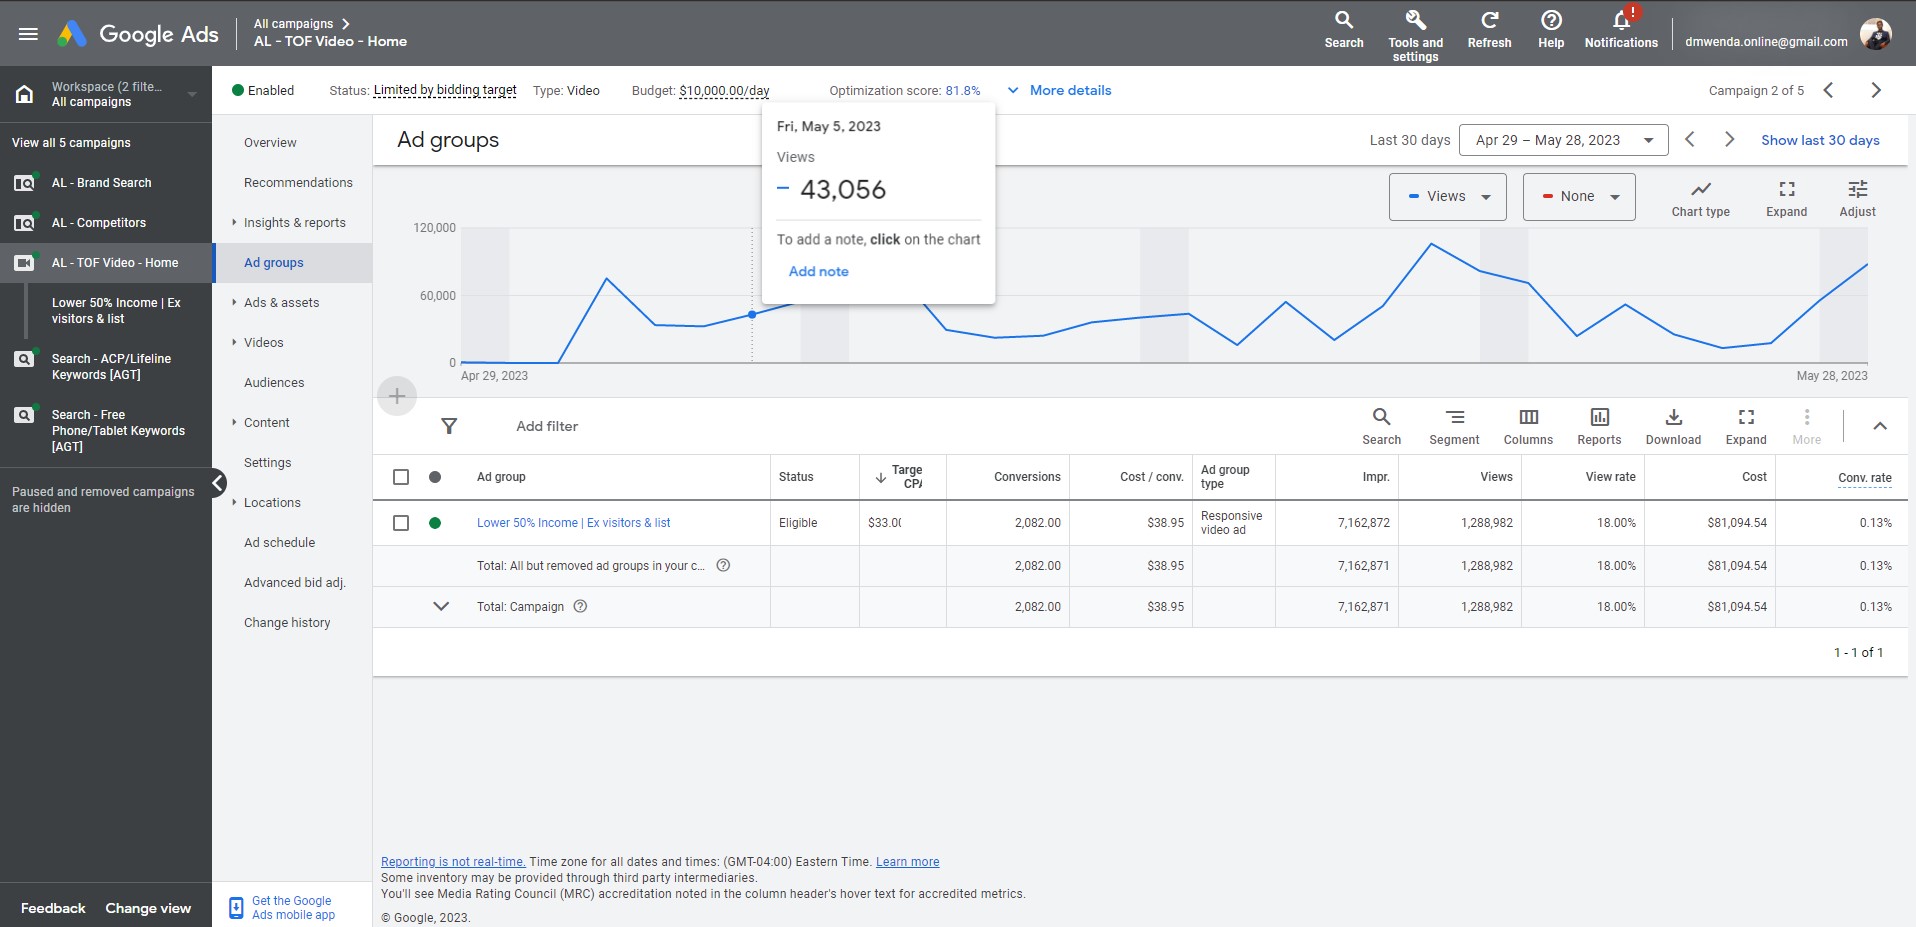 Google Ads
All campaigns
AL - TOF Video - Home
Search
Tools and settings
Refresh
Help
Notifications
!
dmwenda.online@gmail.com
Workspace (2 filte...
All campaigns
View all 5 campaigns
AL - Brand Search
AL - Competitors
AL - TOF Video - Home
Lower 50% Income | Ex
visitors & list
Search - ACP/Lifeline
Keywords [AGT]
Search - Free
Phone/Tablet Keywords
[AGT]
Paused and removed campaigns
are hidden
Feedback Change view
Overview
Recommendations
Insights & reports
Ad groups
Ads & assets
Videos
Audiences
Content
Settings
Locations
Ad schedule
Advanced bid adj.
Change history
Get the Google
Ads mobile app
Enabled Status: Limited by bidding target Type: Video Budget: $10,000.00/day Optimization score: 81.8% More details Campaign 2 of 5
Ad groups
Last 30 days Apr 29 – May 28, 2023 Show last 30 days
Fri, May 5, 2023
Views
43,056
To add a note, click on the chart
Add note
Views None Chart type Expand Adjust
120,000
60,000
0
Apr 29, 2023 May 28, 2023
Add filter Search Segment Columns Reports Download Expand More
Ad group Status Targe CPA Conversions Cost / conv. Ad group type Impr. Views View rate Cost Conv. rate
Lower 50% Income | Ex visitors & list Eligible $33.00 2,082.00 $38.95 Responsive video ad 7,162,872 1,288,982 18.00% $81,094.54 0.13%
Total: All but removed ad groups in your c... 2,082.00 $38.95 7,162,871 1,288,982 18.00% $81,094.54 0.13%
Total: Campaign 2,082.00 $38.95 7,162,871 1,288,982 18.00% $81,094.54 0.13%
1 - 1 of 1
Reporting is not real-time. Time zone for all dates and times: (GMT-04:00) Eastern Time. Learn more
Some inventory may be provided through third party intermediaries.
You'll see Media Rating Council (MRC) accreditation noted in the column header's hover text for accredited metrics.
© Google, 2023.